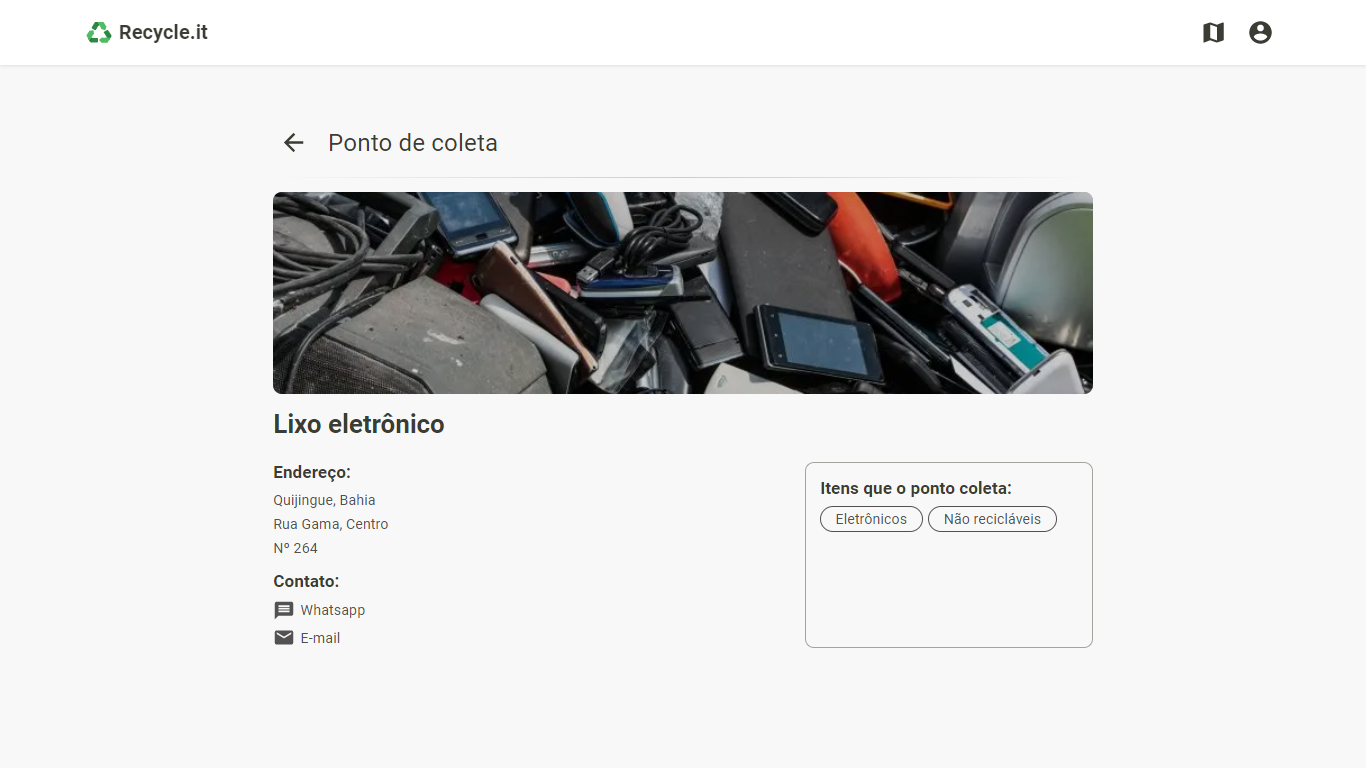 Recycle.it
Ponto de coleta
Lixo eletrônico
Endereço:
Quijingue, Bahia
Rua Gama, Centro
Nº 264
Contato:
Whatsapp
E-mail
Itens que o ponto coleta:
Eletrônicos Não recicláveis